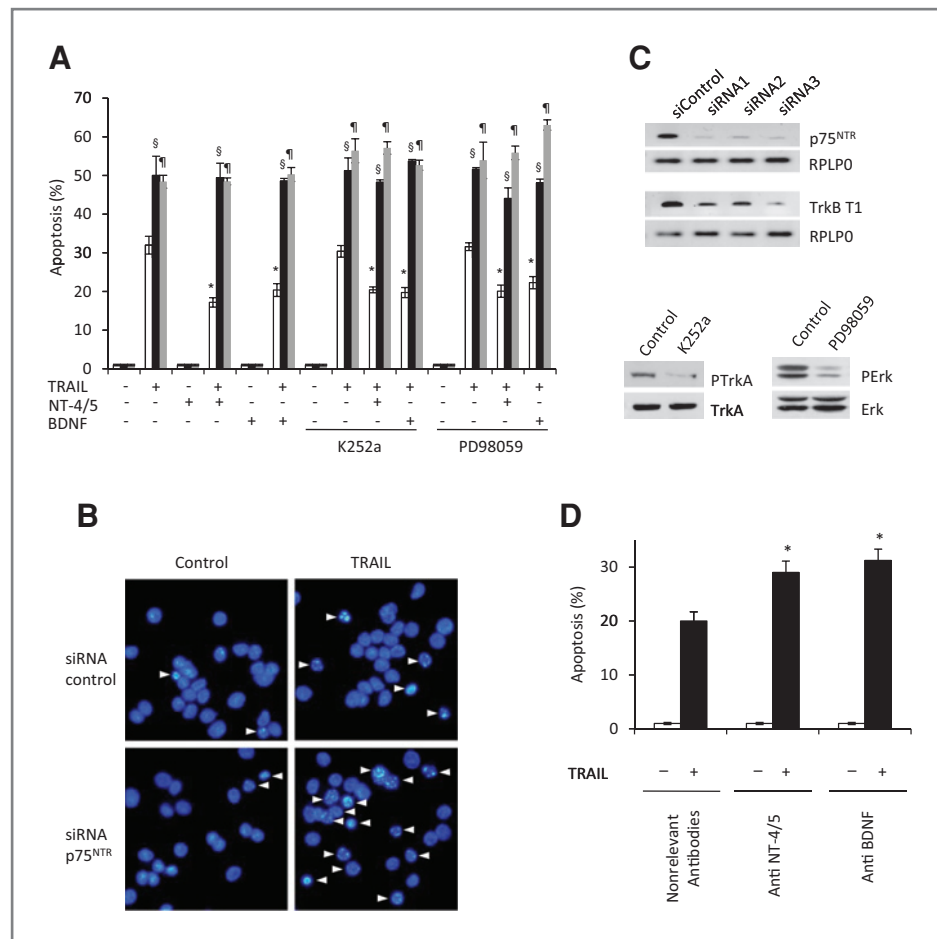 A
70
60
50
40
30
20
10
0
Apoptosis (%)
§ ¶ § ¶ § ¶ § ¶ § ¶ § ¶ § ¶ § ¶ § ¶
* * * * * *
TRAIL - + - + - + - + + + - + + +
NT-4/5 - - + + - - - - + - - - + -
BDNF - - - - + + - - - + - - - +
K252a PD98059
B
Control TRAIL
siRNA
control
siRNA
p75NTR
C
siControl siRNA1 siRNA2 siRNA3
p75NTR
RPLP0
TrkB T1
RPLP0
Control K252a
PTrkA
TrkA
Control PD98059
PErk
Erk
D
30
20
10
0
Apoptosis (%)
* *
TRAIL – + – + – +
Nonrelevant
Antibodies
Anti NT-4/5
Anti BDNF